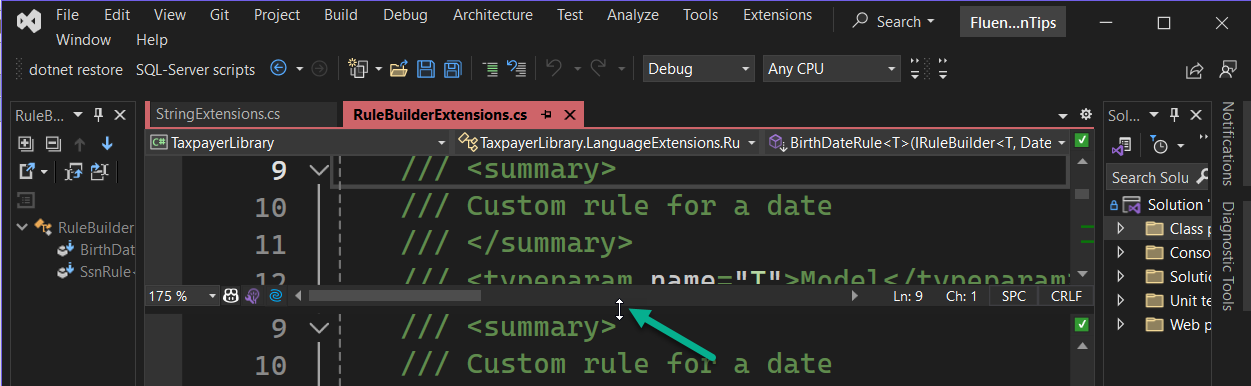 File Edit View Git Project Build Debug Architecture Test Analyze Tools Extensions Search Fluen...nTips
Window Help
dotnet restore SQL-Server scripts Debug Any CPU
RuleB... StringExtensions.cs RuleBuilderExtensions.cs Sol...
TaxpayerLibrary TaxpayerLibrary.LanguageExtensions.Ru BirthDateRule<T>(IRuleBuilder<T, Date
9 /// <summary>
10 /// Custom rule for a date
11 /// </summary>
12 /// <typeparam name="T">Model</typeparam>
175 % Ln: 9 Ch: 1 SPC CRLF
9 /// <summary>
10 /// Custom rule for a date
RuleBuilder
BirthDat
SsnRule
Search Solu
Solution '
Class p
Conso
Solutio
Unit te
Web p
Notifications
Diagnostic Tools